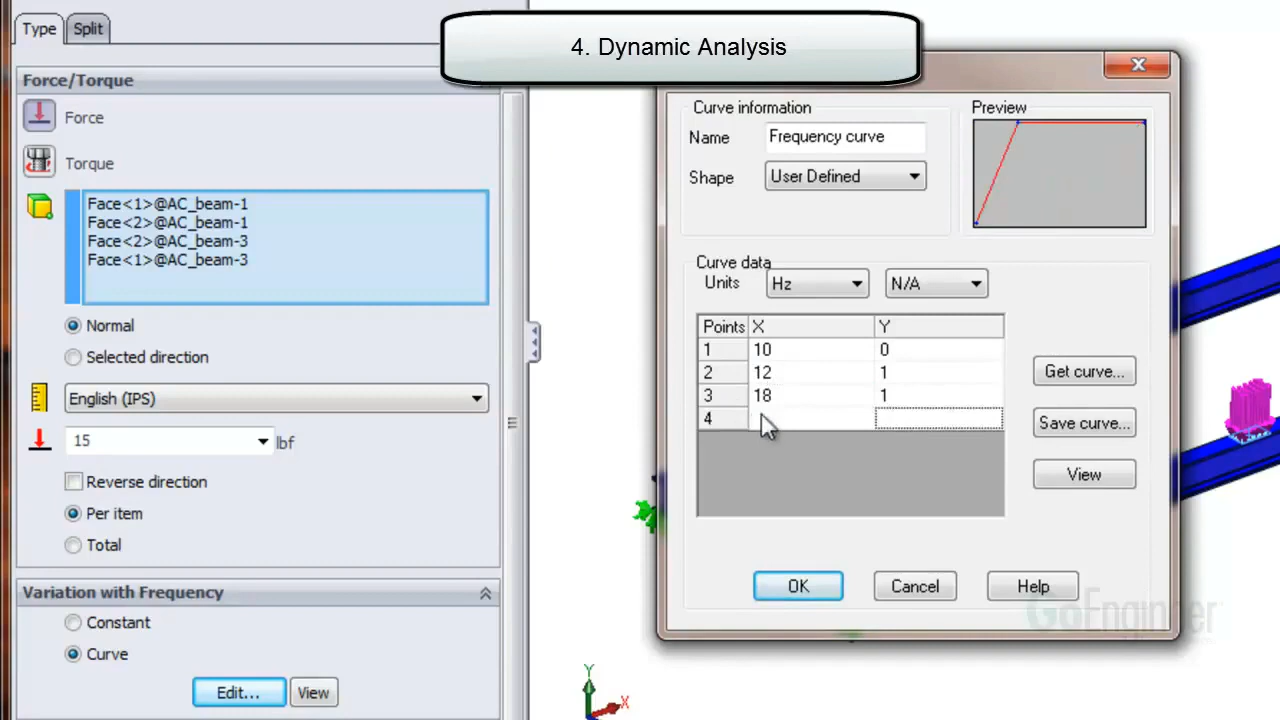 4. Dynamic Analysis
Type Split
Force/Torque
Force
Torque
Face<1>@AC_beam-1
Face<2>@AC_beam-1
Face<2>@AC_beam-3
Face<1>@AC_beam-3
Normal
Selected direction
English (IPS)
15 lbf
Reverse direction
Per item
Total
Variation with Frequency
Constant
Curve
Edit... View
Curve information
Name Frequency curve
Shape User Defined
Preview
Curve data
Units Hz N/A
Points X Y
1 10 0
2 12 1
3 18 1
4
Get curve...
Save curve...
View
OK Cancel Help
GoEngineer
Y
X